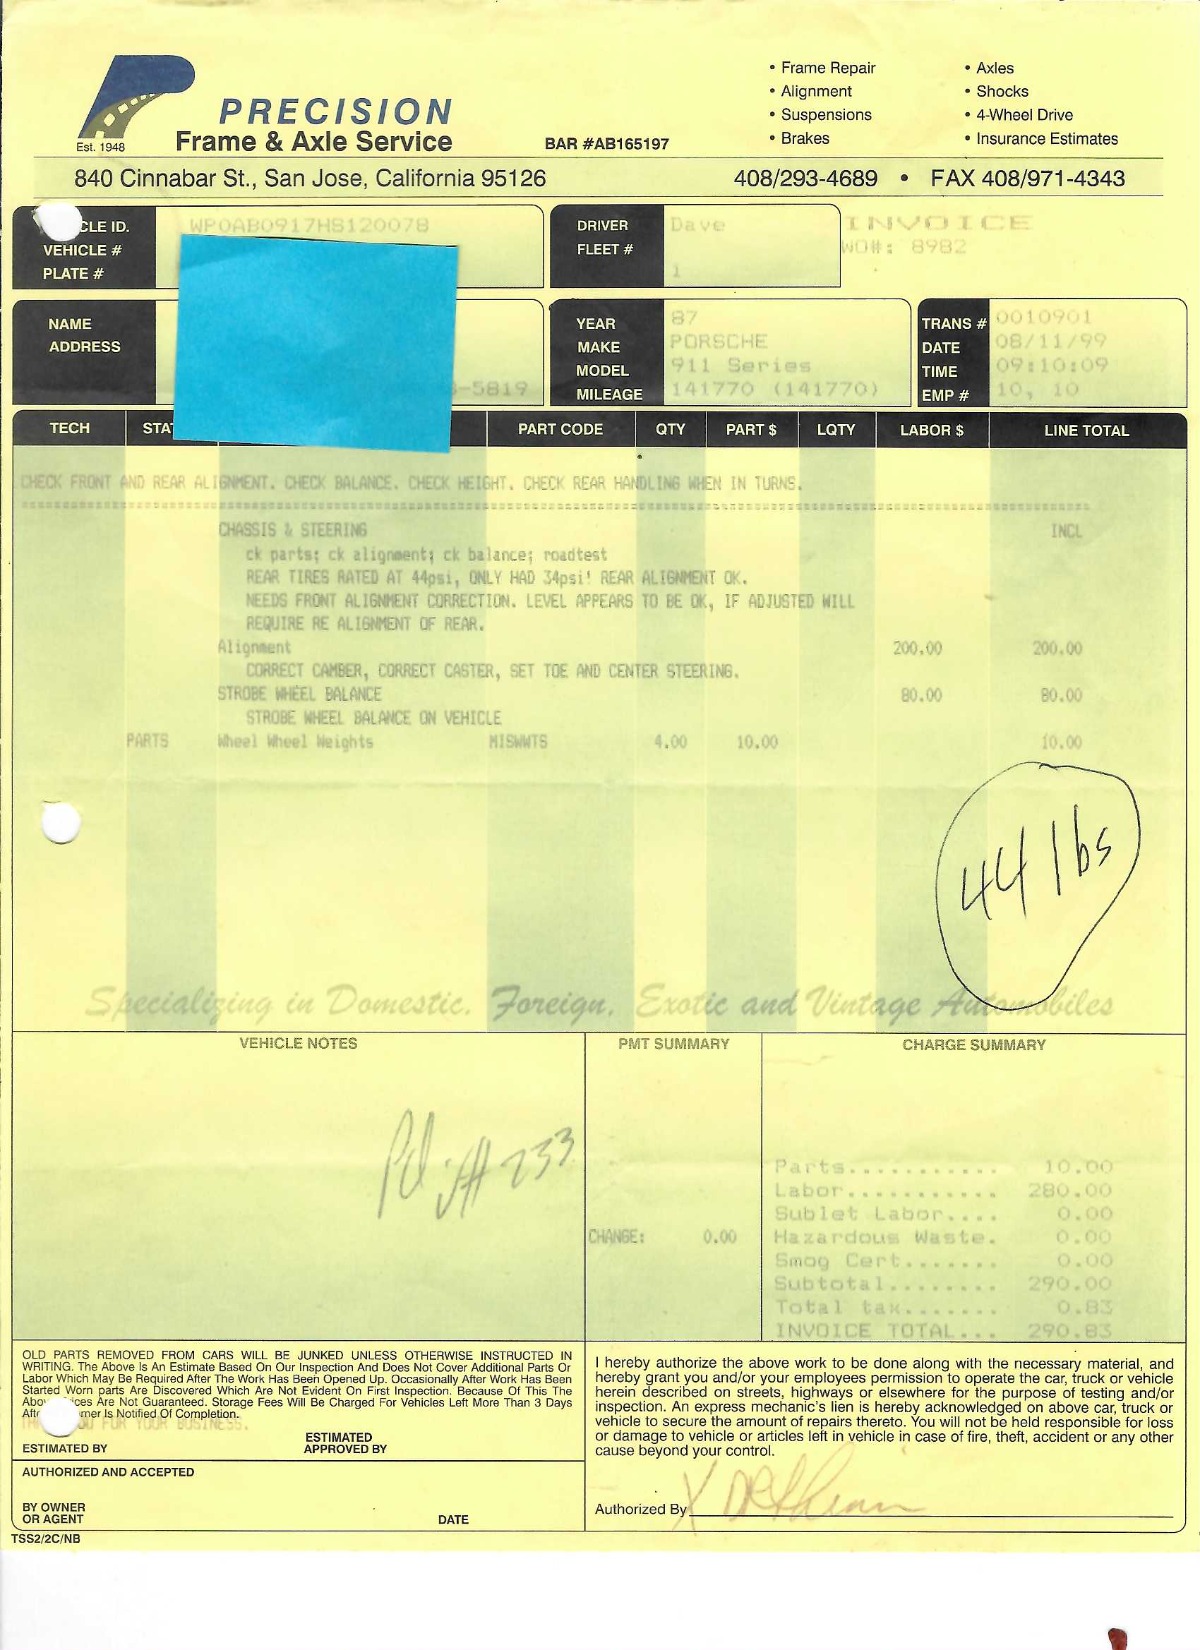 PRECISION
Frame & Axle Service
Est. 1948
BAR #AB165197
• Frame Repair
• Alignment
• Suspensions
• Brakes
• Axles
• Shocks
• 4-Wheel Drive
• Insurance Estimates
840 Cinnabar St., San Jose, California 95126
408/293-4689 • FAX 408/971-4343
CLE ID. WP0AB0917HS120078
VEHICLE #
PLATE #
DRIVER Dave
FLEET #
1
INVOICE
WO#: 8982
NAME
ADDRESS
-5819
YEAR 87
MAKE PORSCHE
MODEL 911 Series
MILEAGE 141770 (141770)
TRANS # 0010901
DATE 08/11/99
TIME 09:10:09
EMP # 10, 10
TECH STAT PART CODE QTY PART $ LQTY LABOR $ LINE TOTAL
CHECK FRONT AND REAR ALIGNMENT. CHECK BALANCE. CHECK HEIGHT. CHECK REAR HANDLING WHEN IN TURNS.
CHASSIS & STEERING INCL
ck parts; ck alignment; ck balance; roadtest
REAR TIRES RATED AT 44psi, ONLY HAD 34psi! REAR ALIGNMENT OK.
NEEDS FRONT ALIGNMENT CORRECTION. LEVEL APPEARS TO BE OK, IF ADJUSTED WILL
REQUIRE RE ALIGNMENT OF REAR.
Alignment 200.00 200.00
CORRECT CAMBER, CORRECT CASTER, SET TOE AND CENTER STEERING.
STROBE WHEEL BALANCE 80.00 80.00
STROBE WHEEL BALANCE ON VEHICLE
PARTS Wheel Wheel Weights MISWWTS 4.00 10.00 10.00
44 lbs
Specializing in Domestic, Foreign, Exotic and Vintage Automobiles
VEHICLE NOTES
PMT SUMMARY
CHARGE SUMMARY
Pd. # 233
CHANGE: 0.00
Parts............ 10.00
Labor........... 280.00
Sublet Labor.... 0.00
Hazardous Waste. 0.00
Smog Cert....... 0.00
Subtotal........ 290.00
Total tax....... 0.83
INVOICE TOTAL... 290.83
OLD PARTS REMOVED FROM CARS WILL BE JUNKED UNLESS OTHERWISE INSTRUCTED IN
WRITING. The Above Is An Estimate Based On Our Inspection And Does Not Cover Additional Parts Or
Labor Which May Be Required After The Work Has Been Opened Up. Occasionally After Work Has Been
Started Worn parts Are Discovered Which Are Not Evident On First Inspection. Because Of This The
Abov ices Are Not Guaranteed. Storage Fees Will Be Charged For Vehicles Left More Than 3 Days
Afte mer Is Notified Of Completion.
FOR YOUR BUSINESS.
ESTIMATED BY
ESTIMATED
APPROVED BY
AUTHORIZED AND ACCEPTED
BY OWNER
OR AGENT
DATE
I hereby authorize the above work to be done along with the necessary material, and
hereby grant you and/or your employees permission to operate the car, truck or vehicle
herein described on streets, highways or elsewhere for the purpose of testing and/or
inspection. An express mechanic's lien is hereby acknowledged on above car, truck or
vehicle to secure the amount of repairs thereto. You will not be held responsible for loss
or damage to vehicle or articles left in vehicle in case of fire, theft, accident or any other
cause beyond your control.
Authorized By X
TSS2/2C/NB